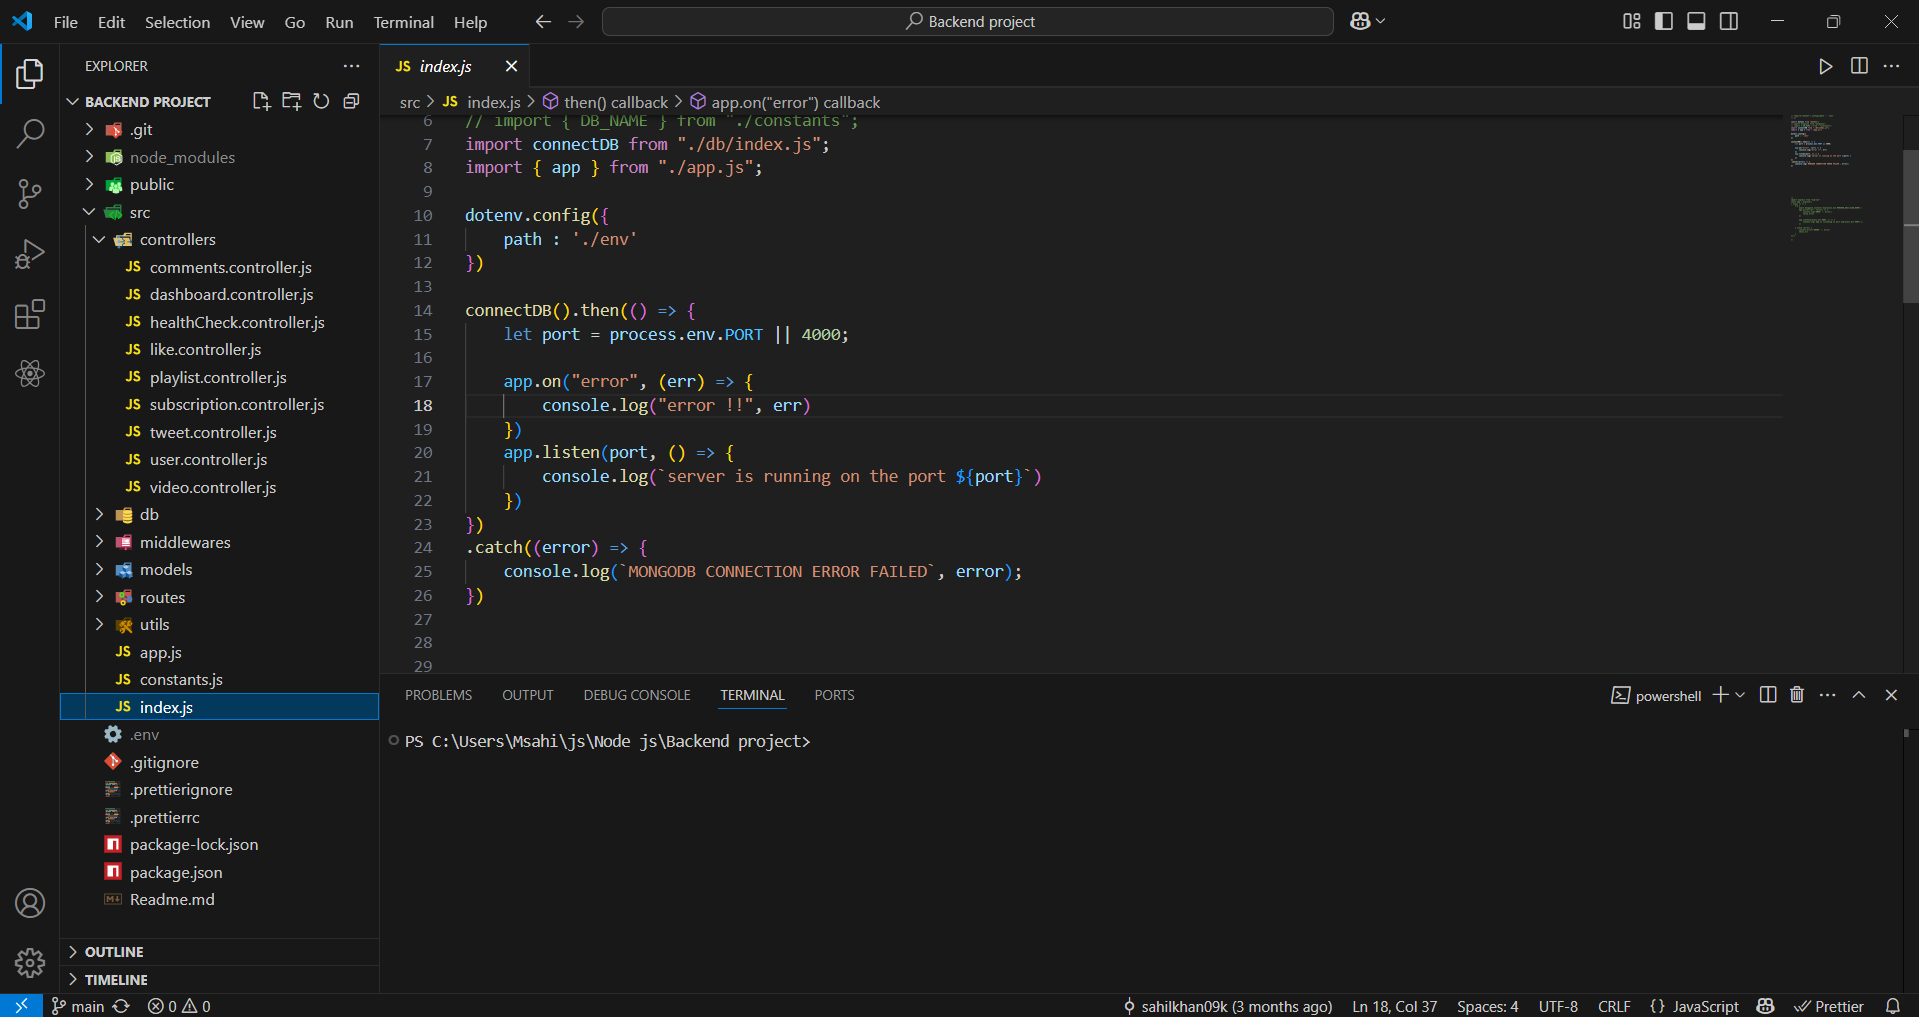 File Edit Selection View Go Run Terminal Help
Backend project
EXPLORER
BACKEND PROJECT
.git
node_modules
public
src
controllers
JS comments.controller.js
JS dashboard.controller.js
JS healthCheck.controller.js
JS like.controller.js
JS playlist.controller.js
JS subscription.controller.js
JS tweet.controller.js
JS user.controller.js
JS video.controller.js
db
middlewares
models
routes
utils
JS app.js
JS constants.js
JS index.js
.env
.gitignore
.prettierignore
.prettierrc
package-lock.json
package.json
Readme.md
OUTLINE
TIMELINE
JS index.js
src > JS index.js > then() callback > app.on("error") callback
6 // import { DB_NAME } from "./constants";
7 import connectDB from "./db/index.js";
8 import { app } from "./app.js";
9
10 dotenv.config({
11 path : './env'
12 })
13
14 connectDB().then(() => {
15 let port = process.env.PORT || 4000;
16
17 app.on("error", (err) => {
18 console.log("error !!", err)
19 })
20 app.listen(port, () => {
21 console.log(`server is running on the port ${port}`)
22 })
23 })
24 .catch((error) => {
25 console.log(`MONGODB CONNECTION ERROR FAILED`, error);
26 })
27
28
29
PROBLEMS OUTPUT DEBUG CONSOLE TERMINAL PORTS
powershell
PS C:\Users\Msahi\js\Node js\Backend project>
main 0 0
sahilkhan09k (3 months ago) Ln 18, Col 37 Spaces: 4 UTF-8 CRLF {} JavaScript Prettier